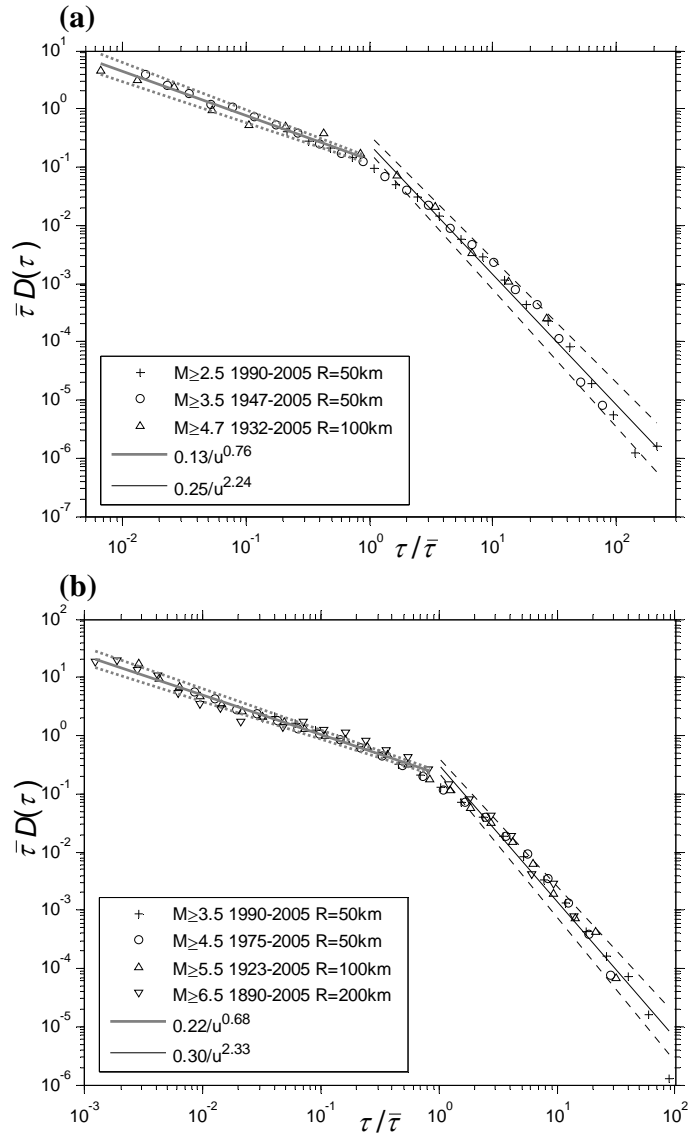 (a)
10^1
10^0
10^-1
10^-2
10^-3
10^-4
10^-5
10^-6
10^-7
τ̄ D(τ)
+ M≥2.5 1990-2005 R=50km
○ M≥3.5 1947-2005 R=50km
△ M≥4.7 1932-2005 R=100km
0.13/u^0.76
0.25/u^2.24
10^-2 10^-1 10^0 10^1 10^2
τ/τ̄
(b)
10^2
10^1
10^0
10^-1
10^-2
10^-3
10^-4
10^-5
10^-6
τ̄ D(τ)
+ M≥3.5 1990-2005 R=50km
○ M≥4.5 1975-2005 R=50km
△ M≥5.5 1923-2005 R=100km
▽ M≥6.5 1890-2005 R=200km
0.22/u^0.68
0.30/u^2.33
10^-3 10^-2 10^-1 10^0 10^1 10^2
τ/τ̄